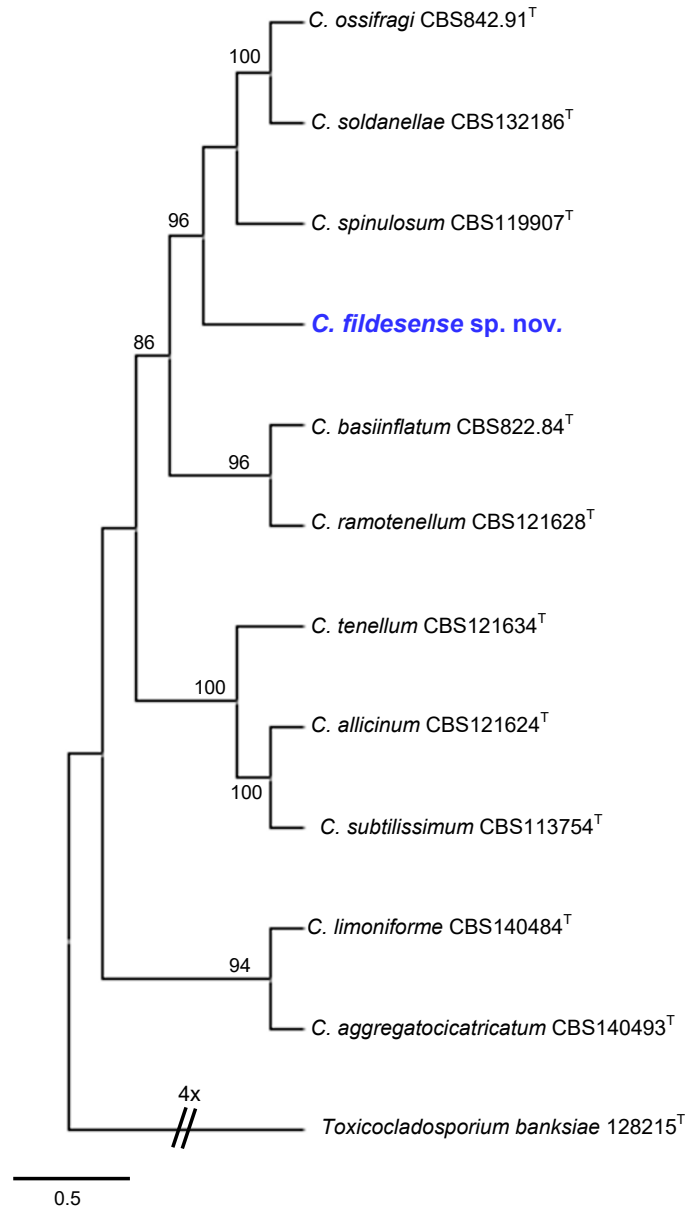 C. ossifragi CBS842.91ᵀ
100
C. soldanellae CBS132186ᵀ
96
C. spinulosum CBS119907ᵀ
C. fildesense sp. nov.
86
C. basiinflatum CBS822.84ᵀ
96
C. ramotenellum CBS121628ᵀ
C. tenellum CBS121634ᵀ
100
C. allicinum CBS121624ᵀ
100
C. subtilissimum CBS113754ᵀ
C. limoniforme CBS140484ᵀ
94
C. aggregatocicatricatum CBS140493ᵀ
4x
Toxicocladosporium banksiae 128215ᵀ
0.5